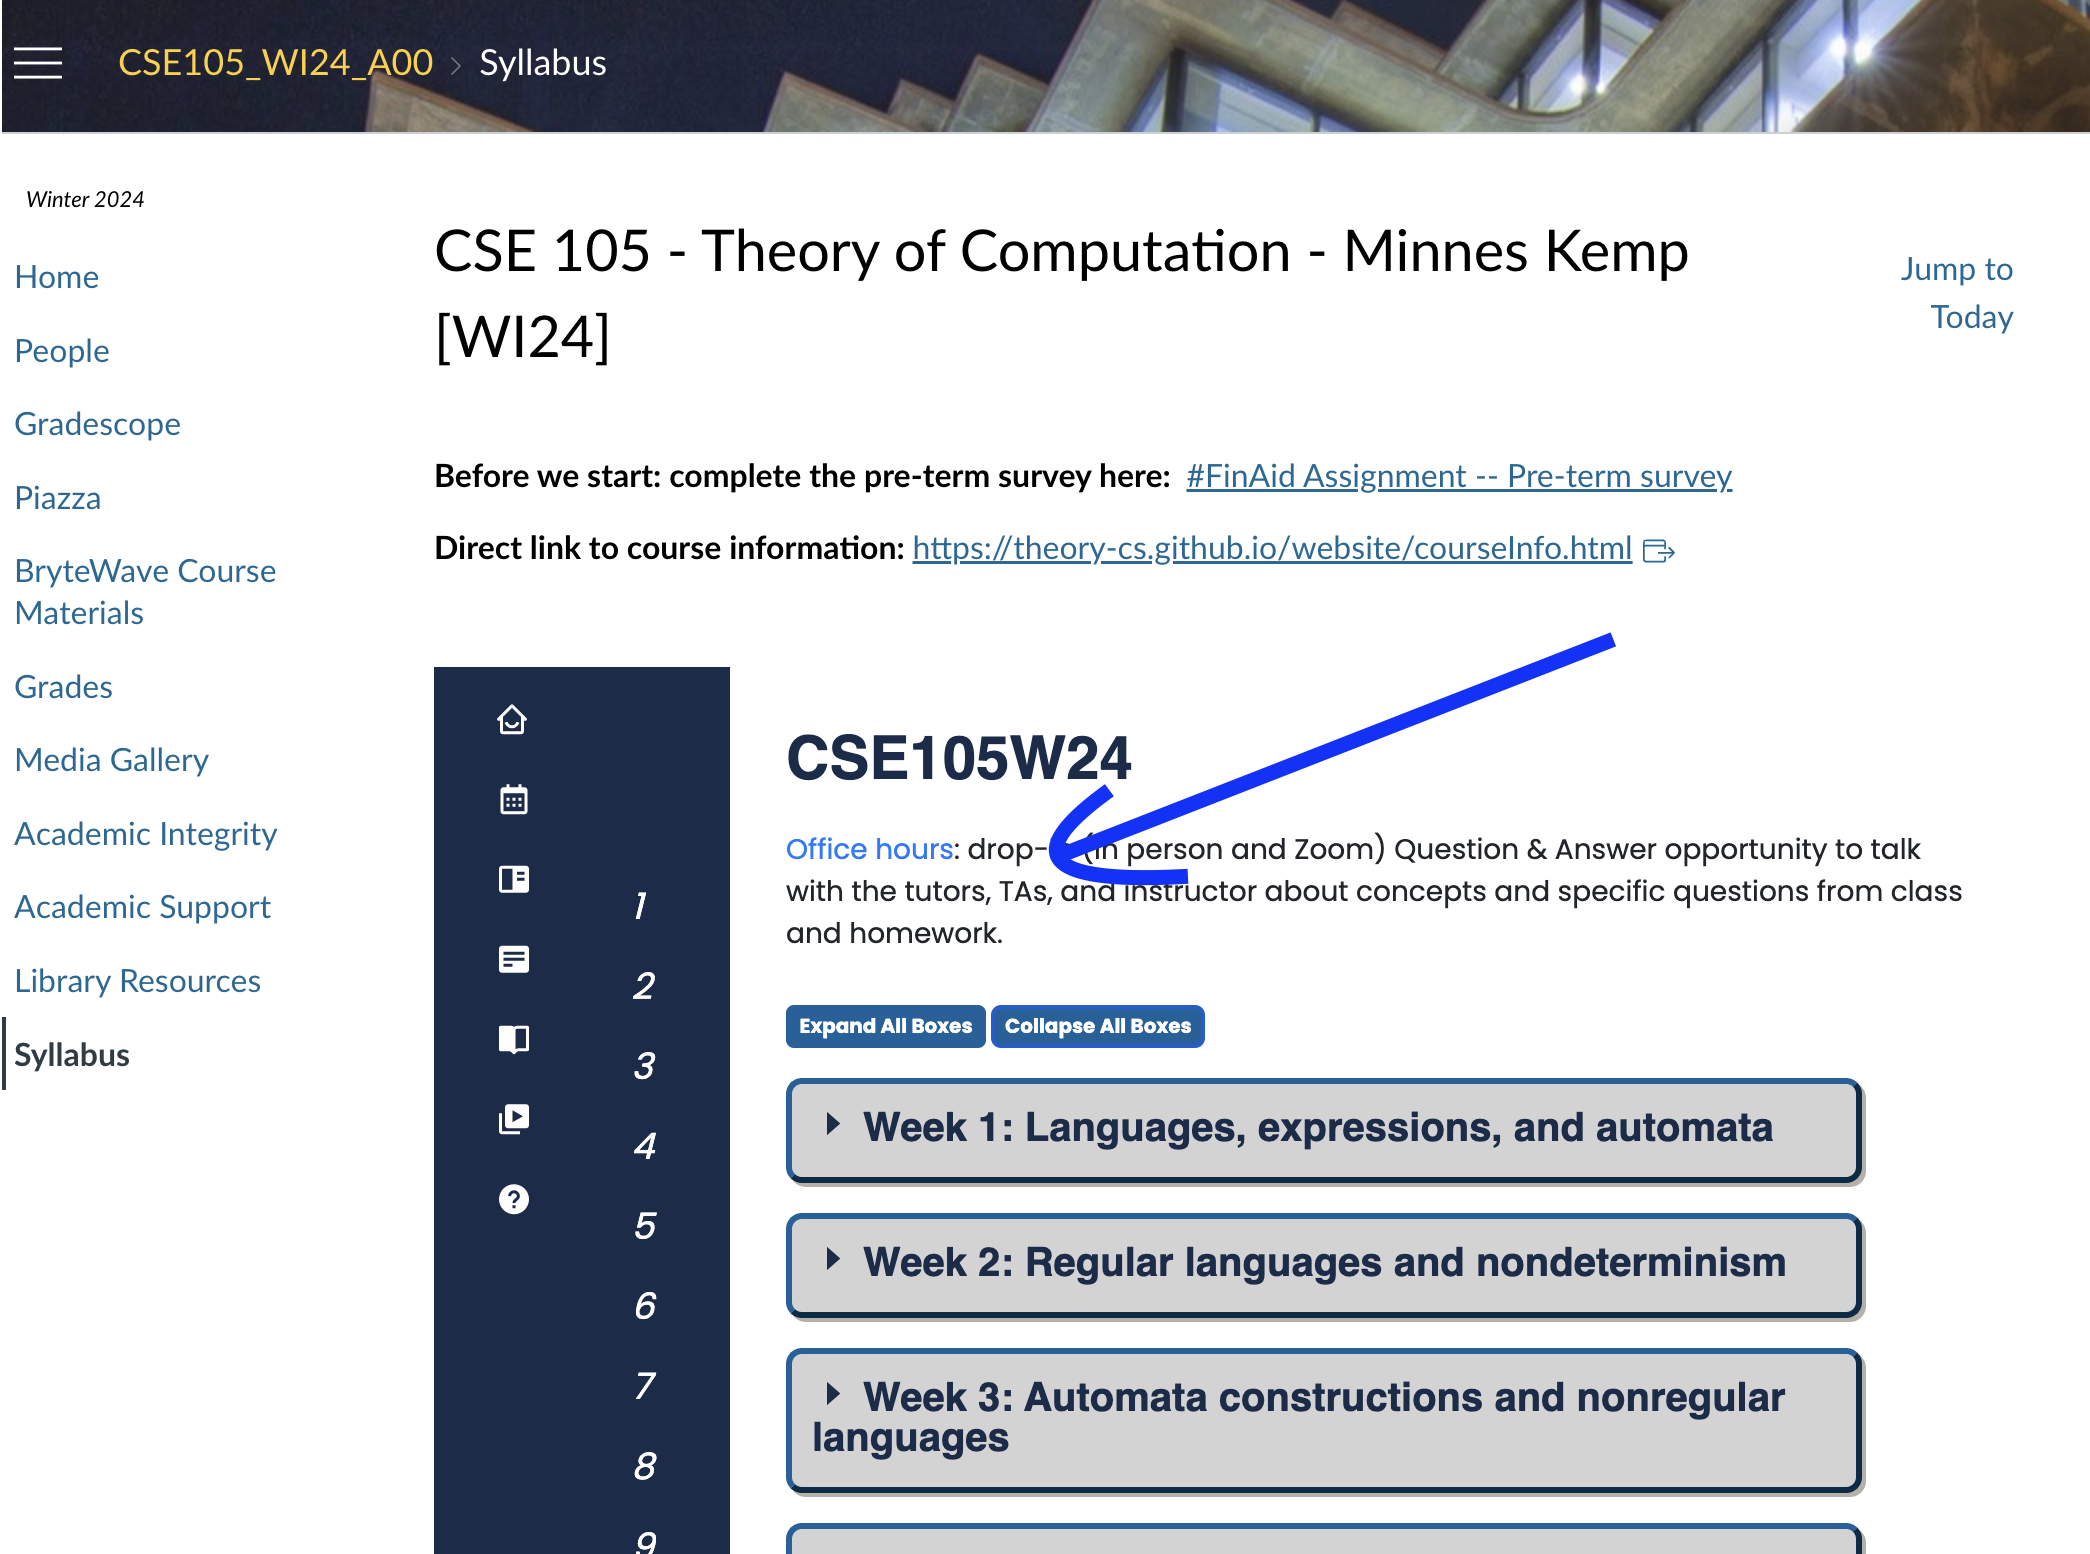 CSE105_WI24_A00 > Syllabus
Winter 2024
Home
People
Gradescope
Piazza
BryteWave Course
Materials
Grades
Media Gallery
Academic Integrity
Academic Support
Library Resources
Syllabus
CSE 105 - Theory of Computation - Minnes Kemp
[WI24]
Jump to
Today
Before we start: complete the pre-term survey here: #FinAid Assignment -- Pre-term survey
Direct link to course information: https://theory-cs.github.io/website/courseInfo.html
1
2
3
4
5
6
7
8
9
CSE105W24
Office hours: drop- (in person and Zoom) Question & Answer opportunity to talk
with the tutors, TAs, and instructor about concepts and specific questions from class
and homework.
Expand All Boxes Collapse All Boxes
Week 1: Languages, expressions, and automata
Week 2: Regular languages and nondeterminism
Week 3: Automata constructions and nonregular
languages